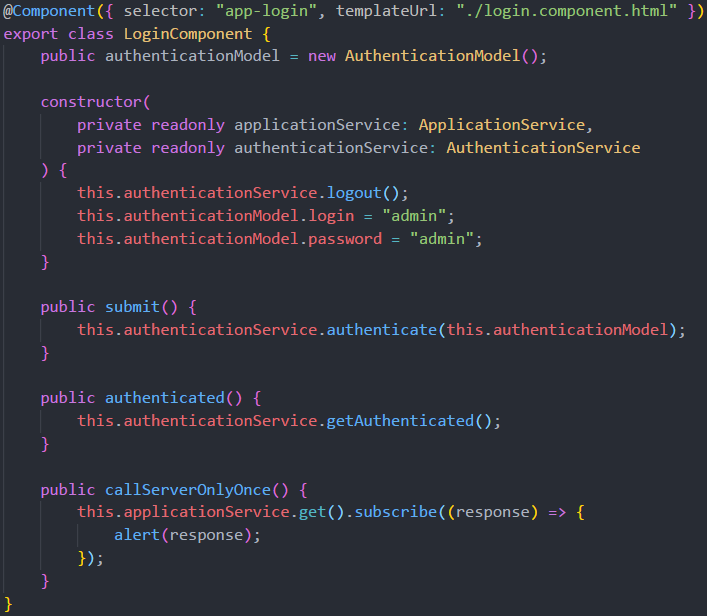 @Component({ selector: "app-login", templateUrl: "./login.component.html" })
export class LoginComponent {
    public authenticationModel = new AuthenticationModel();

    constructor(
        private readonly applicationService: ApplicationService,
        private readonly authenticationService: AuthenticationService
    ) {
        this.authenticationService.logout();
        this.authenticationModel.login = "admin";
        this.authenticationModel.password = "admin";
    }

    public submit() {
        this.authenticationService.authenticate(this.authenticationModel);
    }

    public authenticated() {
        this.authenticationService.getAuthenticated();
    }

    public callServerOnlyOnce() {
        this.applicationService.get().subscribe((response) => {
            alert(response);
        });
    }
}